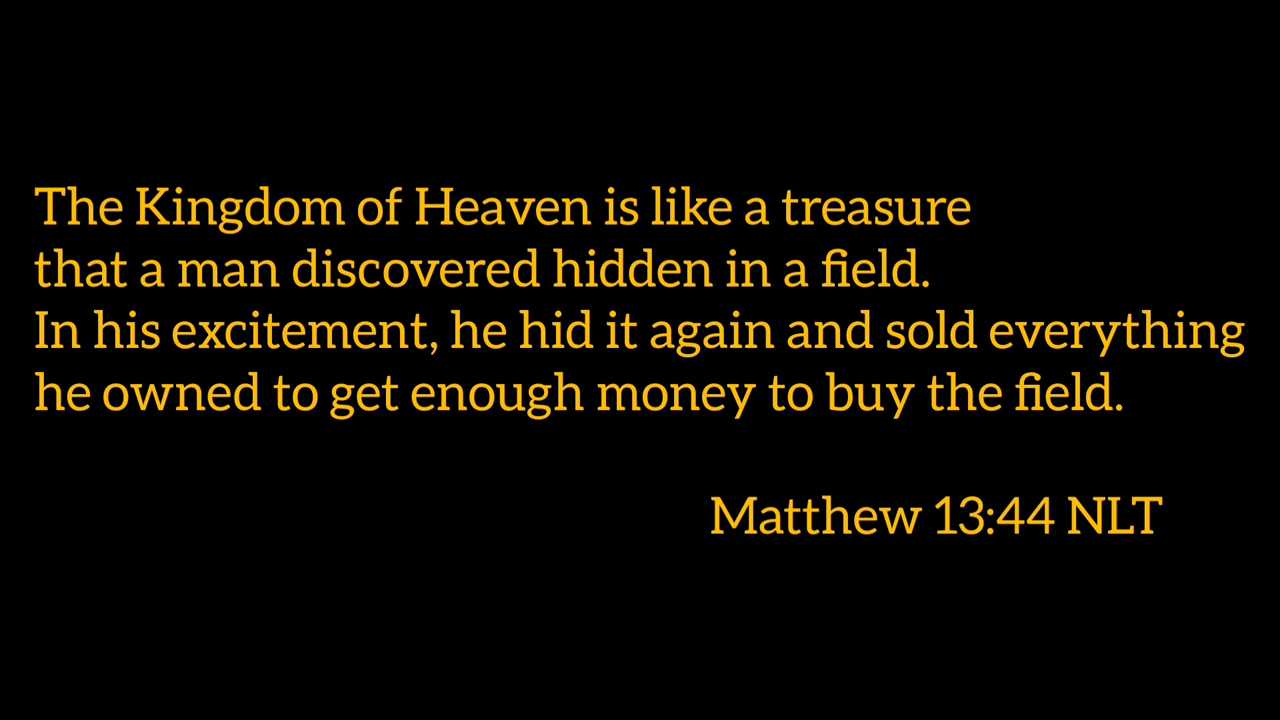 The Kingdom of Heaven is like a treasure
that a man discovered hidden in a field.
In his excitement, he hid it again and sold everything
he owned to get enough money to buy the field.
Matthew 13:44 NLT